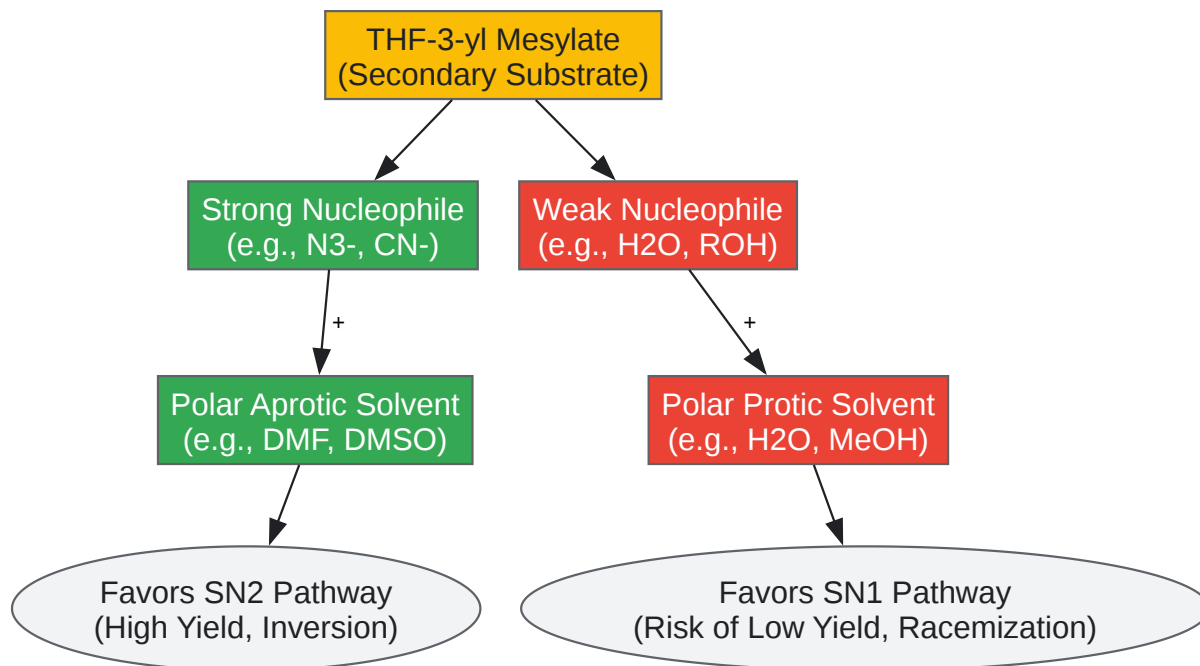 THF-3-yl Mesylate
(Secondary Substrate)
Strong Nucleophile
(e.g., N3-, CN-)
Weak Nucleophile
(e.g., H2O, ROH)
+
+
Polar Aprotic Solvent
(e.g., DMF, DMSO)
Polar Protic Solvent
(e.g., H2O, MeOH)
Favors SN2 Pathway
(High Yield, Inversion)
Favors SN1 Pathway
(Risk of Low Yield, Racemization)